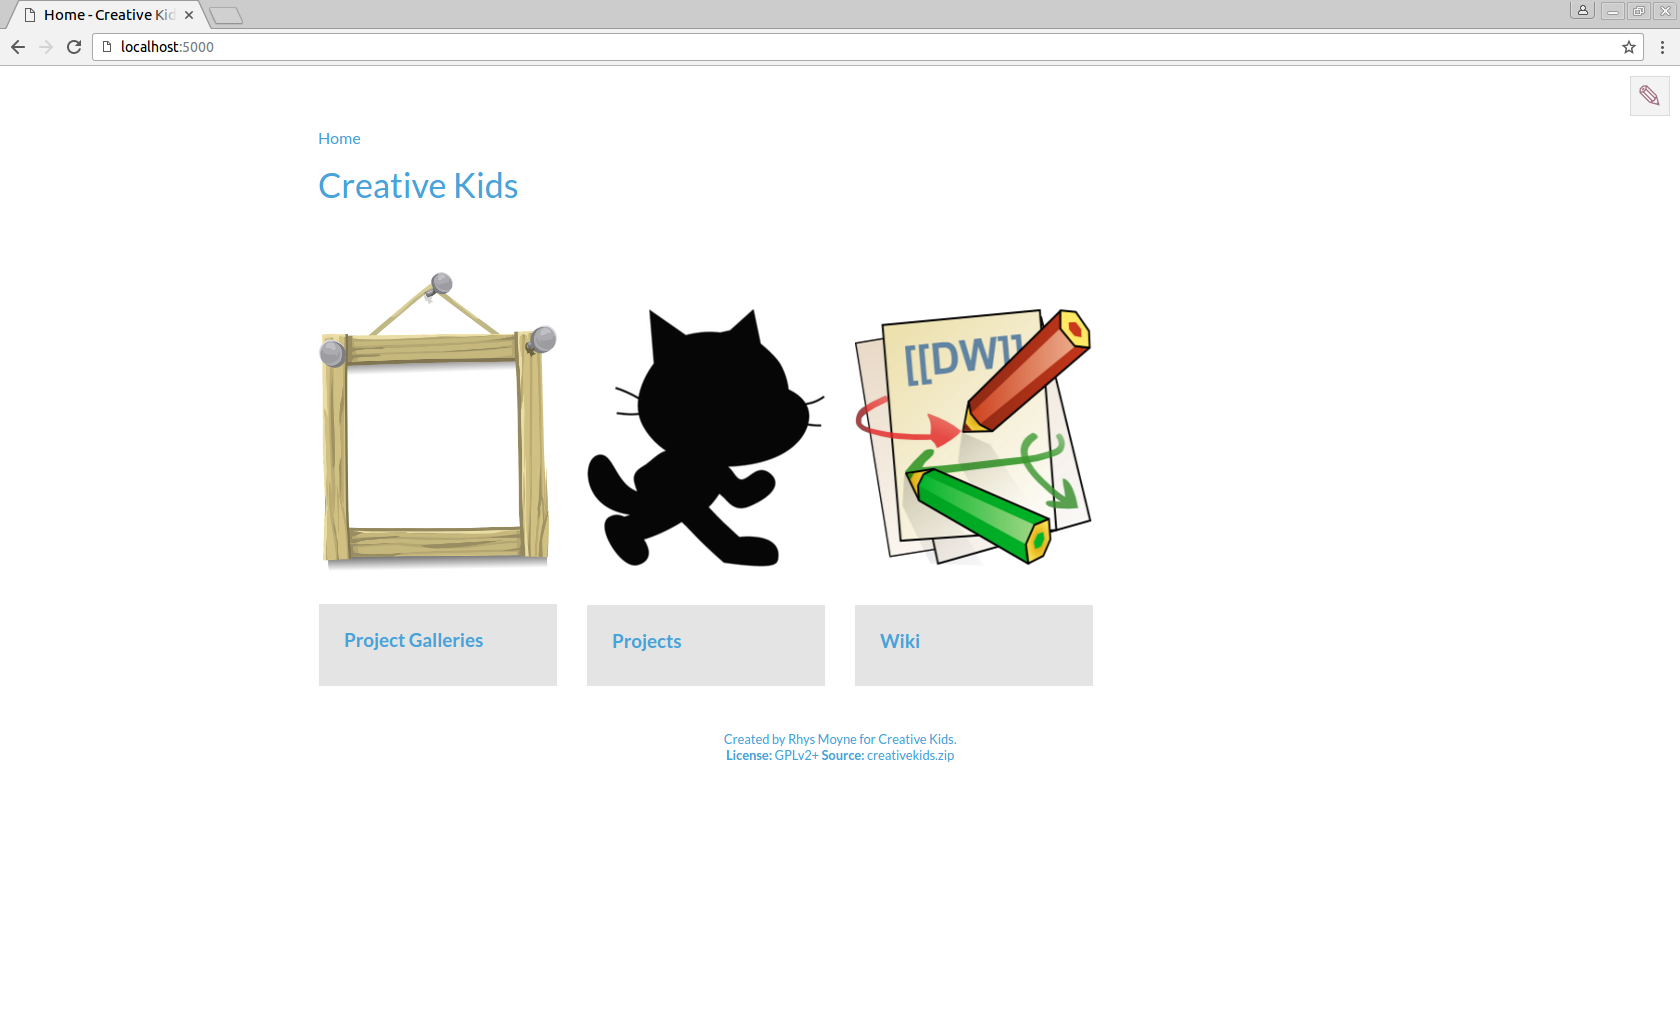 Home - Creative Kid
localhost:5000
Home
Creative Kids
[[DW]]
Project Galleries
Projects
Wiki
Created by Rhys Moyne for Creative Kids.
License: GPLv2+ Source: creativekids.zip